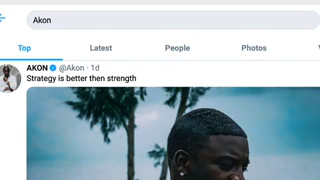 Akon
Top Latest People Photos
AKON @Akon · 1d
Strategy is better then strength